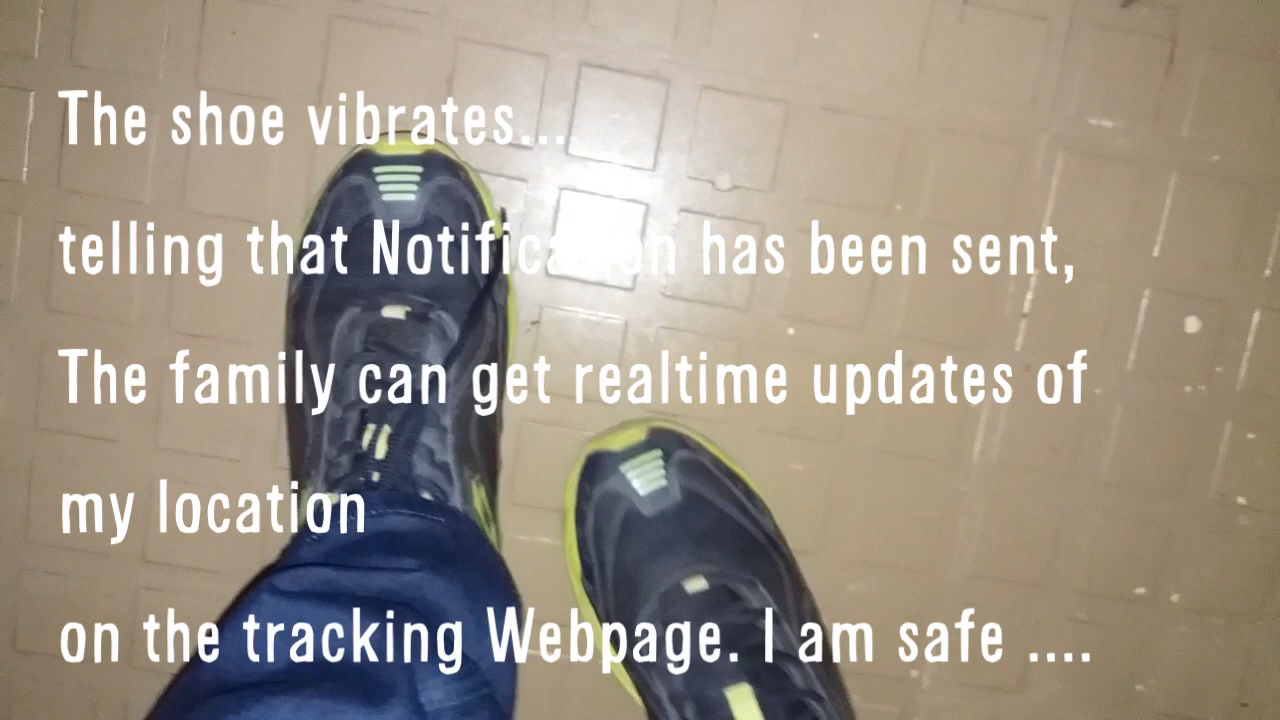 The shoe vibrates....
telling that Notification has been sent,
The family can get realtime updates of
my location
on the tracking Webpage. I am safe ....